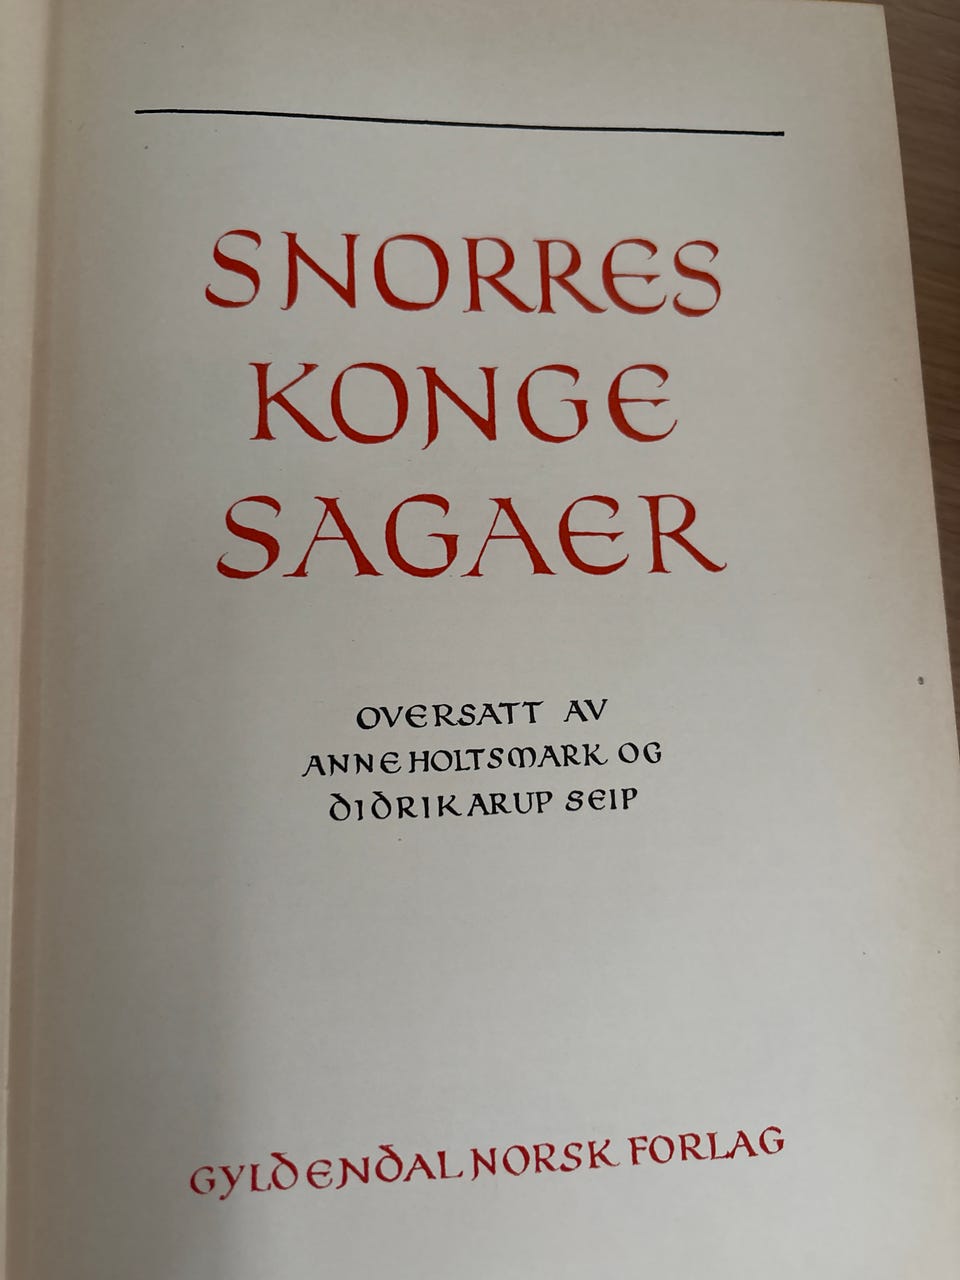 SNORRES
KONGE
SAGAER
OVERSATT AV
ANNE HOLTSMARK OG
DIDRIK ARUP SEIP
GYLDENDAL NORSK FORLAG